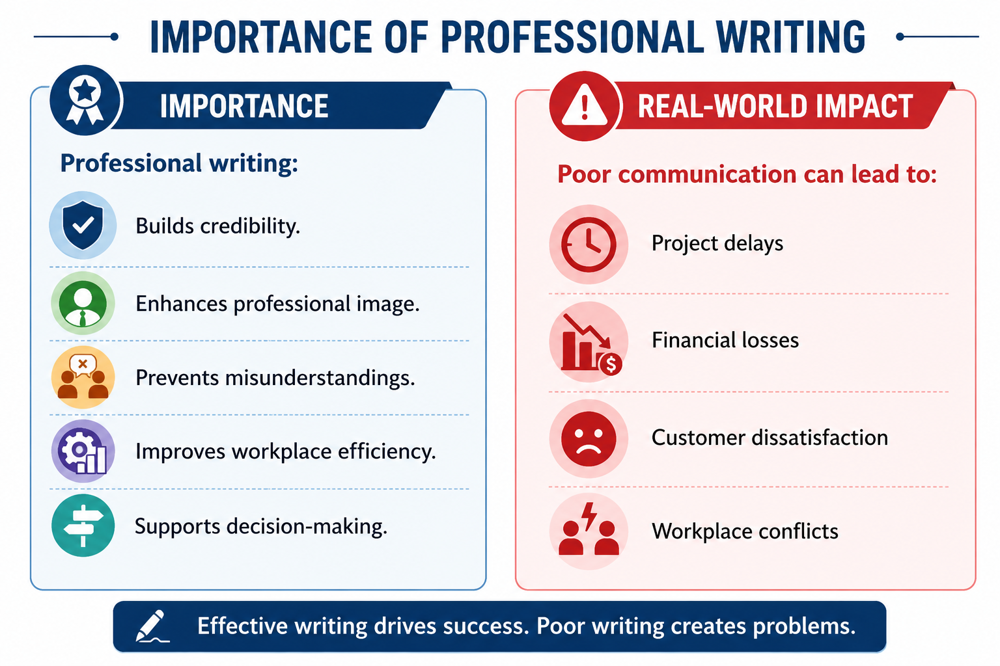 IMPORTANCE OF PROFESSIONAL WRITING
IMPORTANCE
Professional writing:
Builds credibility.
Enhances professional image.
Prevents misunderstandings.
Improves workplace efficiency.
Supports decision-making.
REAL-WORLD IMPACT
Poor communication can lead to:
Project delays
Financial losses
$
Customer dissatisfaction
Workplace conflicts
Effective writing drives success. Poor writing creates problems.